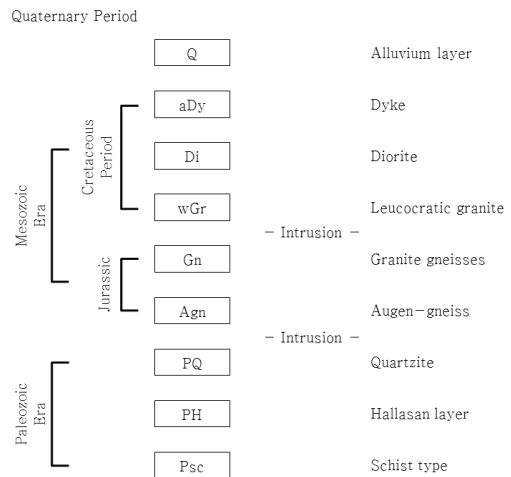 Quaternary Period
Q Alluvium layer
aDy Dyke
Cretaceous
Period
Di Diorite
Mesozoic
Era
wGr Leucocratic granite
- Intrusion -
Jurassic
Gn Granite gneisses
Agn Augen-gneiss
- Intrusion -
PQ Quartzite
Paleozoic
Era
PH Hallasan layer
Psc Schist type